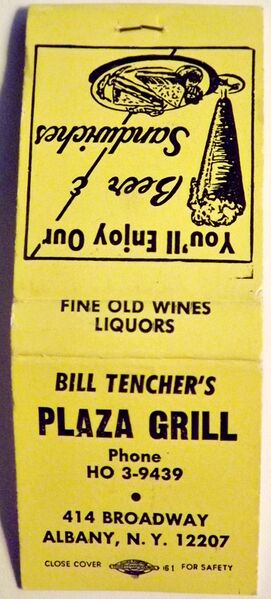 You'll Enjoy Our
Beer &
Sandwiches
FINE OLD WINES
LIQUORS
BILL TENCHER'S
PLAZA GRILL
Phone
HO 3-9439
•
414 BROADWAY
ALBANY, N. Y. 12207
CLOSE COVER 61 FOR SAFETY